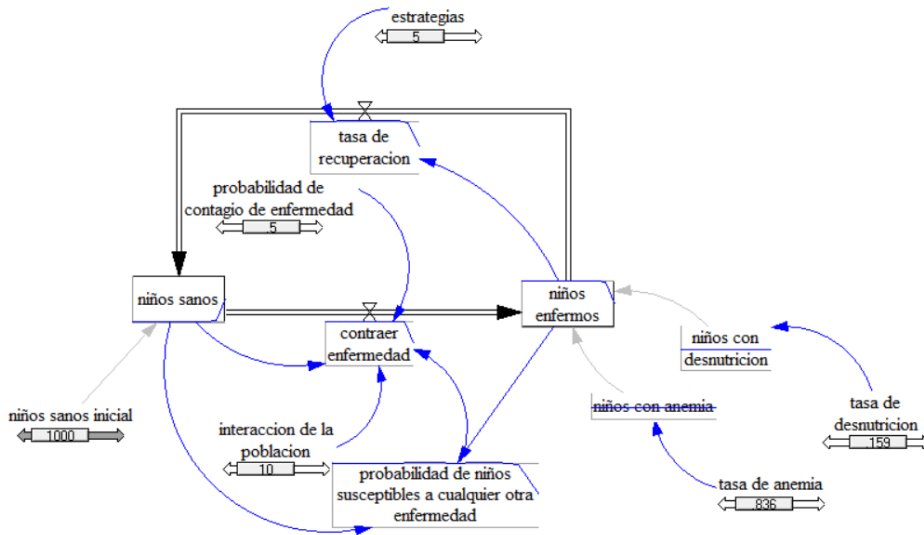 estrategias
5
tasa de
recuperacion
probabilidad de
contagio de enfermedad
.5
niños sanos
niños
enfermos
contraer
enfermedad
niños con
desnutricion
niños con anemia
niños sanos inicial
1000
interaccion de la
poblacion
10
tasa de
desnutricion
.159
probabilidad de niños
susceptibles a cualquier otra
enfermedad
tasa de anemia
.836